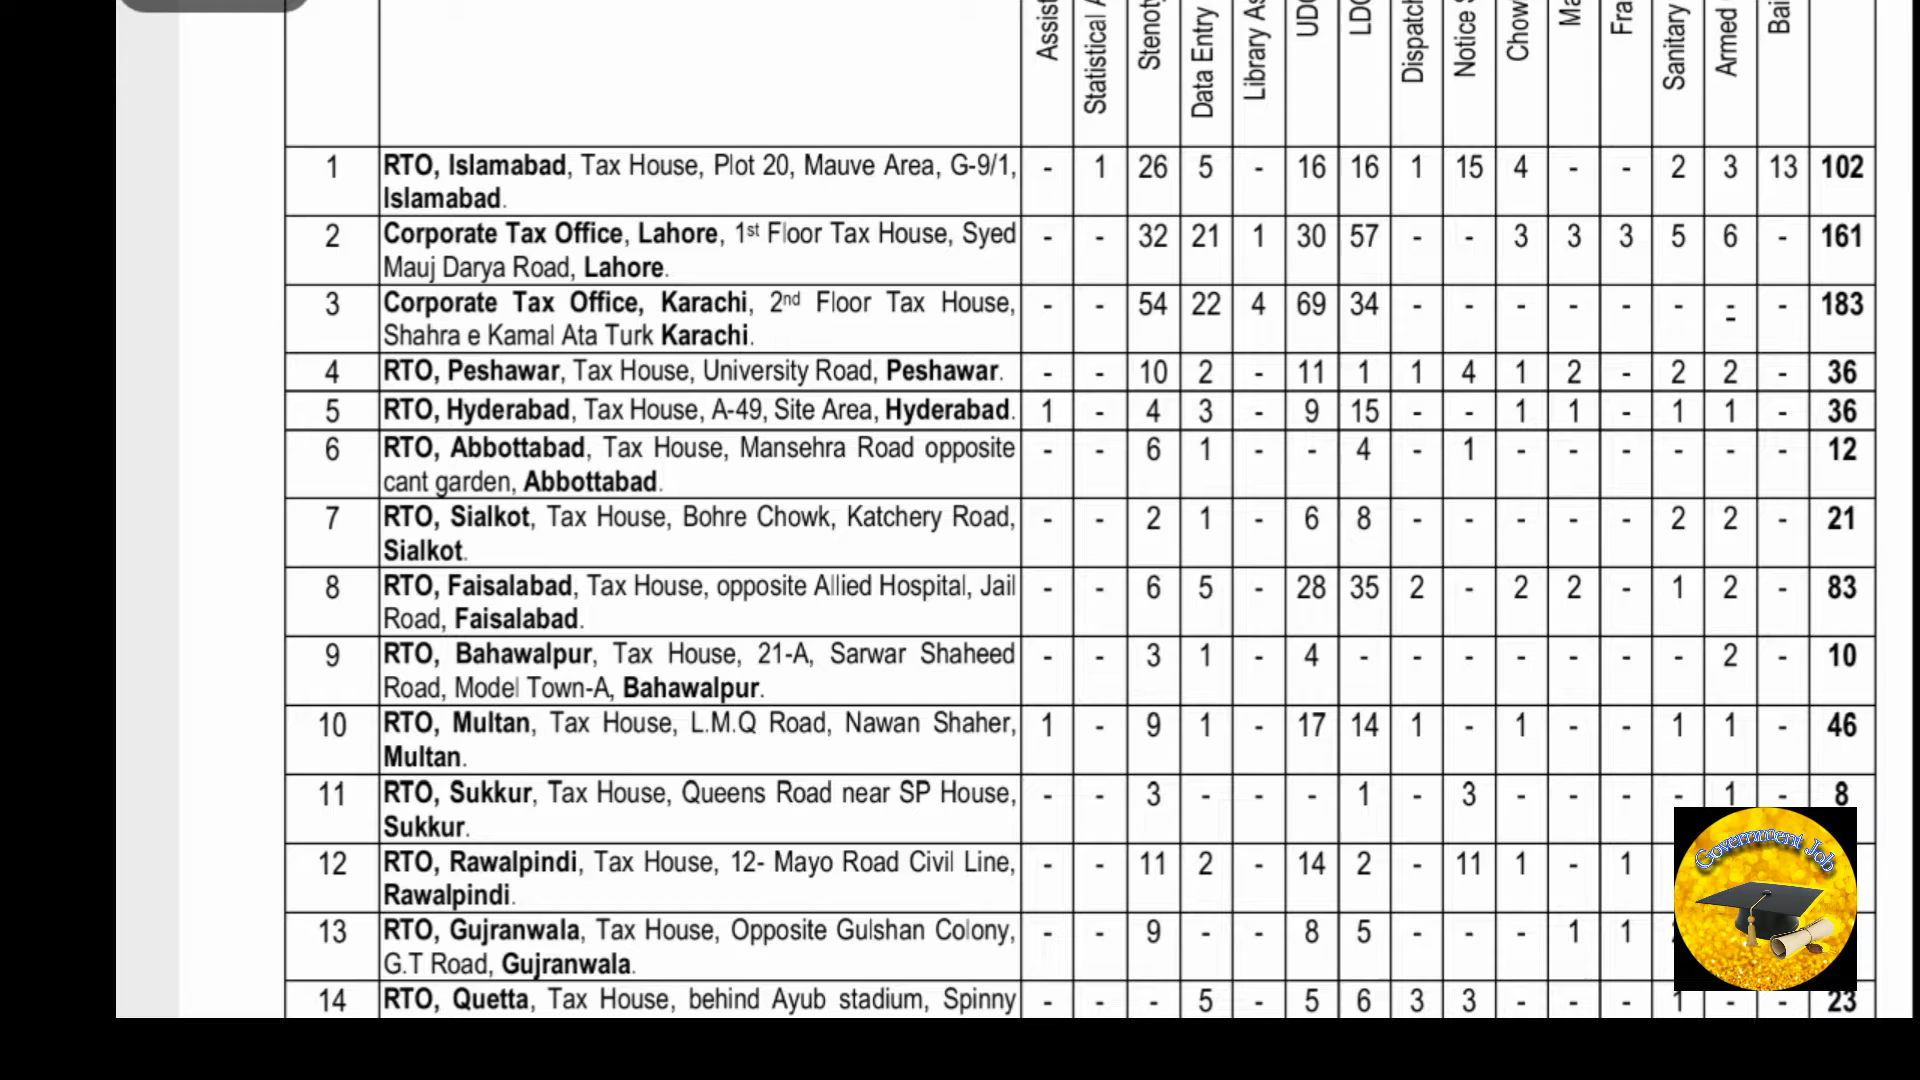 Assist
Statistical A
Stenoty
Data Entry
Library As
UDC
LDC
Dispatch
Notice S
Chow
Ma
Fra
Sanitary
Armed
Bai
1 RTO, Islamabad, Tax House, Plot 20, Mauve Area, G-9/1, - 1 26 5 - 16 16 1 15 4 - - 2 3 13 102
Islamabad.
2 Corporate Tax Office, Lahore, 1st Floor Tax House, Syed - - 32 21 1 30 57 - - 3 3 3 5 6 - 161
Mauj Darya Road, Lahore.
3 Corporate Tax Office, Karachi, 2nd Floor Tax House, - - 54 22 4 69 34 - - - - - - - - 183
Shahra e Kamal Ata Turk Karachi.
4 RTO, Peshawar, Tax House, University Road, Peshawar. - - 10 2 - 11 1 1 4 1 2 - 2 2 - 36
5 RTO, Hyderabad, Tax House, A-49, Site Area, Hyderabad. 1 - 4 3 - 9 15 - - 1 1 - 1 1 - 36
6 RTO, Abbottabad, Tax House, Mansehra Road opposite - - 6 1 - - 4 - 1 - - - - - - 12
cant garden, Abbottabad.
7 RTO, Sialkot, Tax House, Bohre Chowk, Katchery Road, - - 2 1 - 6 8 - - - - - 2 2 - 21
Sialkot.
8 RTO, Faisalabad, Tax House, opposite Allied Hospital, Jail - - 6 5 - 28 35 2 - 2 2 - 1 2 - 83
Road, Faisalabad.
9 RTO, Bahawalpur, Tax House, 21-A, Sarwar Shaheed - - 3 1 - 4 - - - - - - - 2 - 10
Road, Model Town-A, Bahawalpur.
10 RTO, Multan, Tax House, L.M.Q Road, Nawan Shaher, 1 - 9 1 - 17 14 1 - 1 - - 1 1 - 46
Multan.
11 RTO, Sukkur, Tax House, Queens Road near SP House, - - 3 - - - 1 - 3 - - - - 1 - 8
Sukkur.
12 RTO, Rawalpindi, Tax House, 12- Mayo Road Civil Line, - - 11 2 - 14 2 - 11 1 - 1
Rawalpindi.
13 RTO, Gujranwala, Tax House, Opposite Gulshan Colony, - - 9 - - 8 5 - - - 1 1
G.T Road, Gujranwala.
14 RTO, Quetta, Tax House, behind Ayub stadium, Spinny - - - 5 - 5 6 3 3 - - - 1 - - 23
Government Job